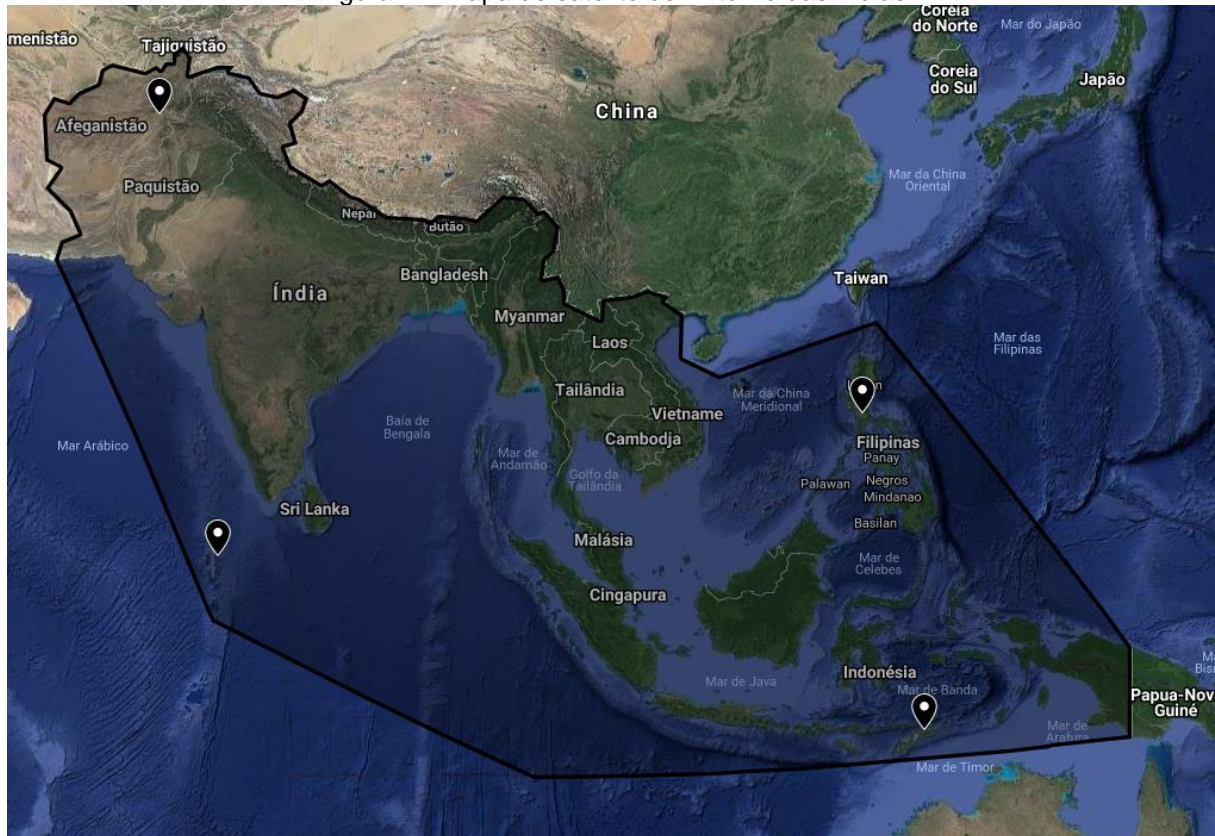 menistão
Tajiquistão
Coreia
do Norte
Mar do Japão
Coreia
do Sul
Japão
China
Afeganistão
Paquistão
Mar da China
Oriental
Nepal
Butão
Bangladesh
Índia
Taiwan
Myanmar
Laos
Mar das
Filipinas
Tailândia
Mar da China
Meridional
Vietname
Camboja
Mar Arábico
Baía de
Bengala
Mar de
Andamão
Golfo da
Tailândia
Filipinas
Panay
Palawan
Negros
Mindanao
Basilan
Sri Lanka
Malásia
Mar de
Celebes
Cingapura
Indonésia
Mar de Java
Mar de Banda
Papua-Nov
Guiné
Mar de
Arafura
Mar de Timor